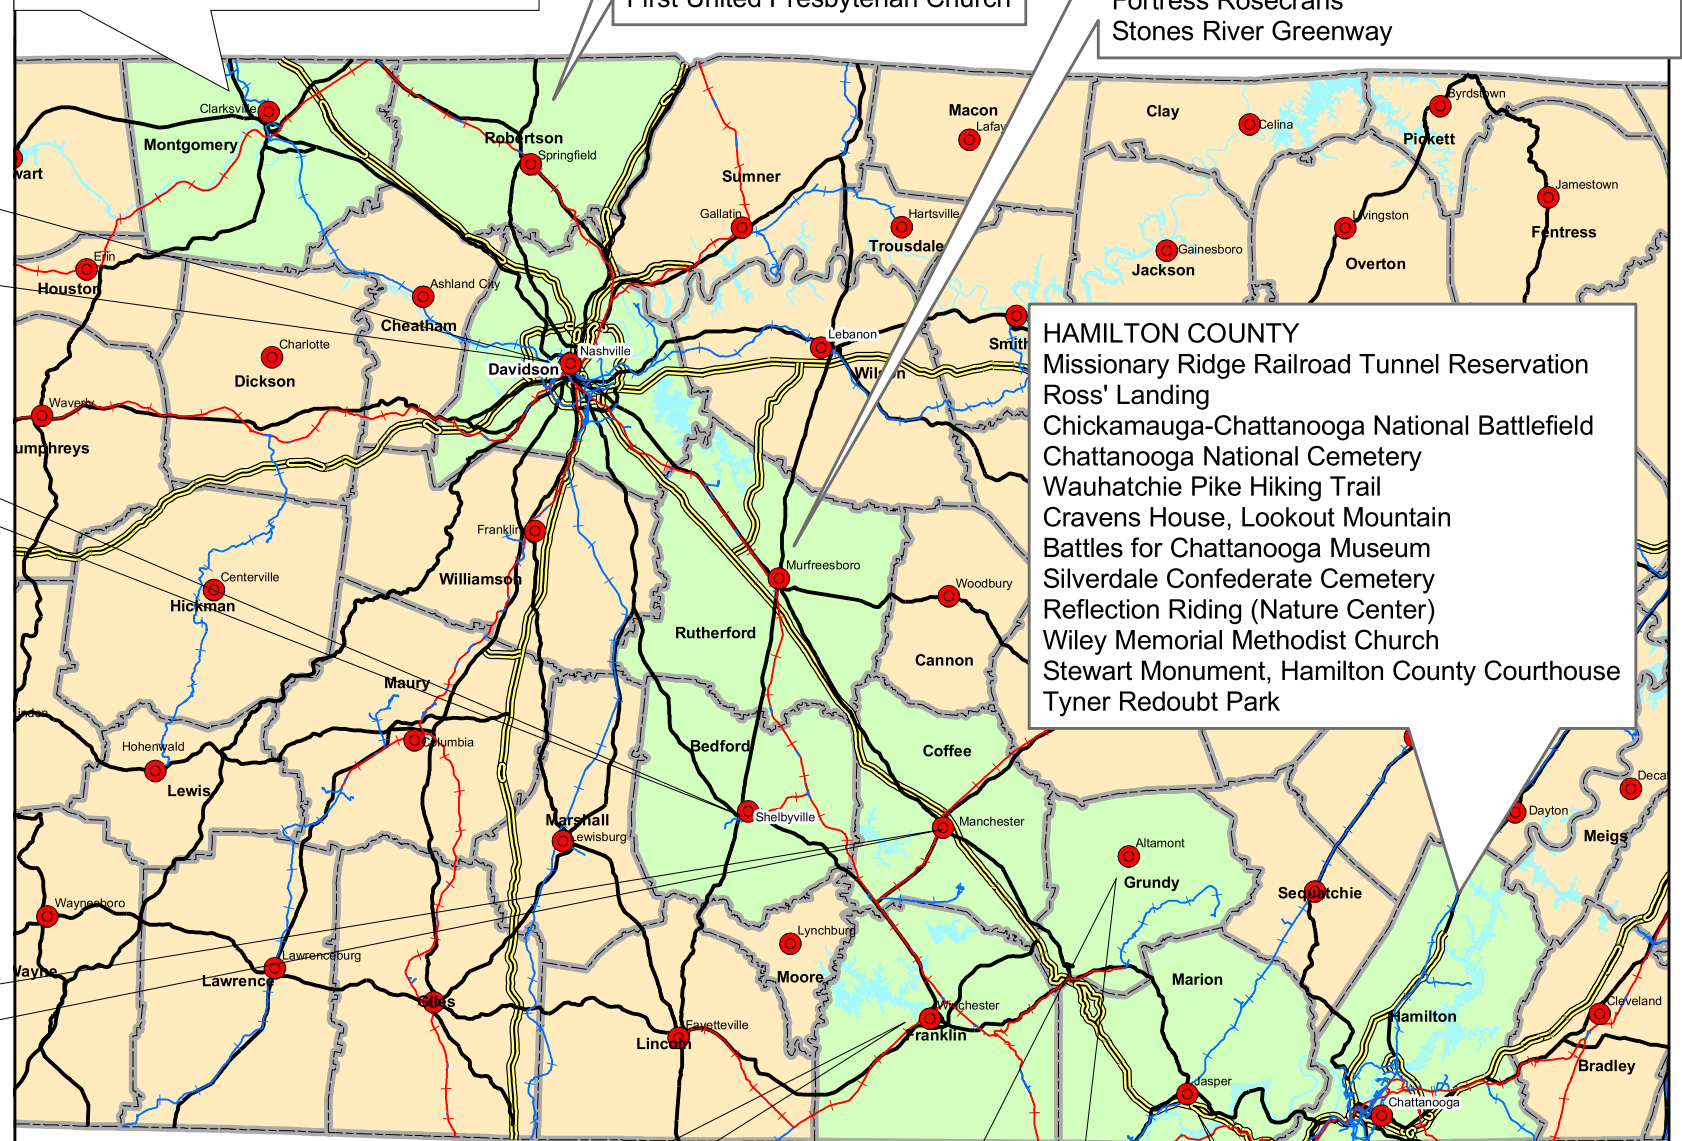 First United Presbyterian Church
Fortress Rosecrans
Stones River Greenway
Clarksville
Montgomery
Robertson
Springfield
Macon
Clay
Celina
Byrdstown
Pickett
wart
Sumner
Gallatin
Hartsville
Trousdale
Jamestown
Fentress
Livingston
Overton
Gainesboro
Jackson
Erin
Houston
Ashland City
Cheatham
Charlotte
Dickson
Nashville
Davidson
Lebanon
Wilson
Smith
HAMILTON COUNTY
Missionary Ridge Railroad Tunnel Reservation
Ross' Landing
Chickamauga-Chattanooga National Battlefield
Chattanooga National Cemetery
Wauhatchie Pike Hiking Trail
Cravens House, Lookout Mountain
Battles for Chattanooga Museum
Silverdale Confederate Cemetery
Reflection Riding (Nature Center)
Wiley Memorial Methodist Church
Stewart Monument, Hamilton County Courthouse
Tyner Redoubt Park
Waverly
umphreys
Franklin
Williamson
Centerville
Hickman
Murfreesboro
Rutherford
Woodbury
Cannon
Maury
Columbia
inden
Hohenwald
Lewis
Bedford
Shelbyville
Coffee
Manchester
Marshall
Lewisburg
Altamont
Grundy
Sequatchie
Dayton
Decat
Meigs
Waynesboro
Wayne
Lawrenceburg
Lawrence
Giles
Lynchburg
Moore
Fayetteville
Lincoln
Winchester
Franklin
Marion
Jasper
Hamilton
Chattanooga
Cleveland
Bradley